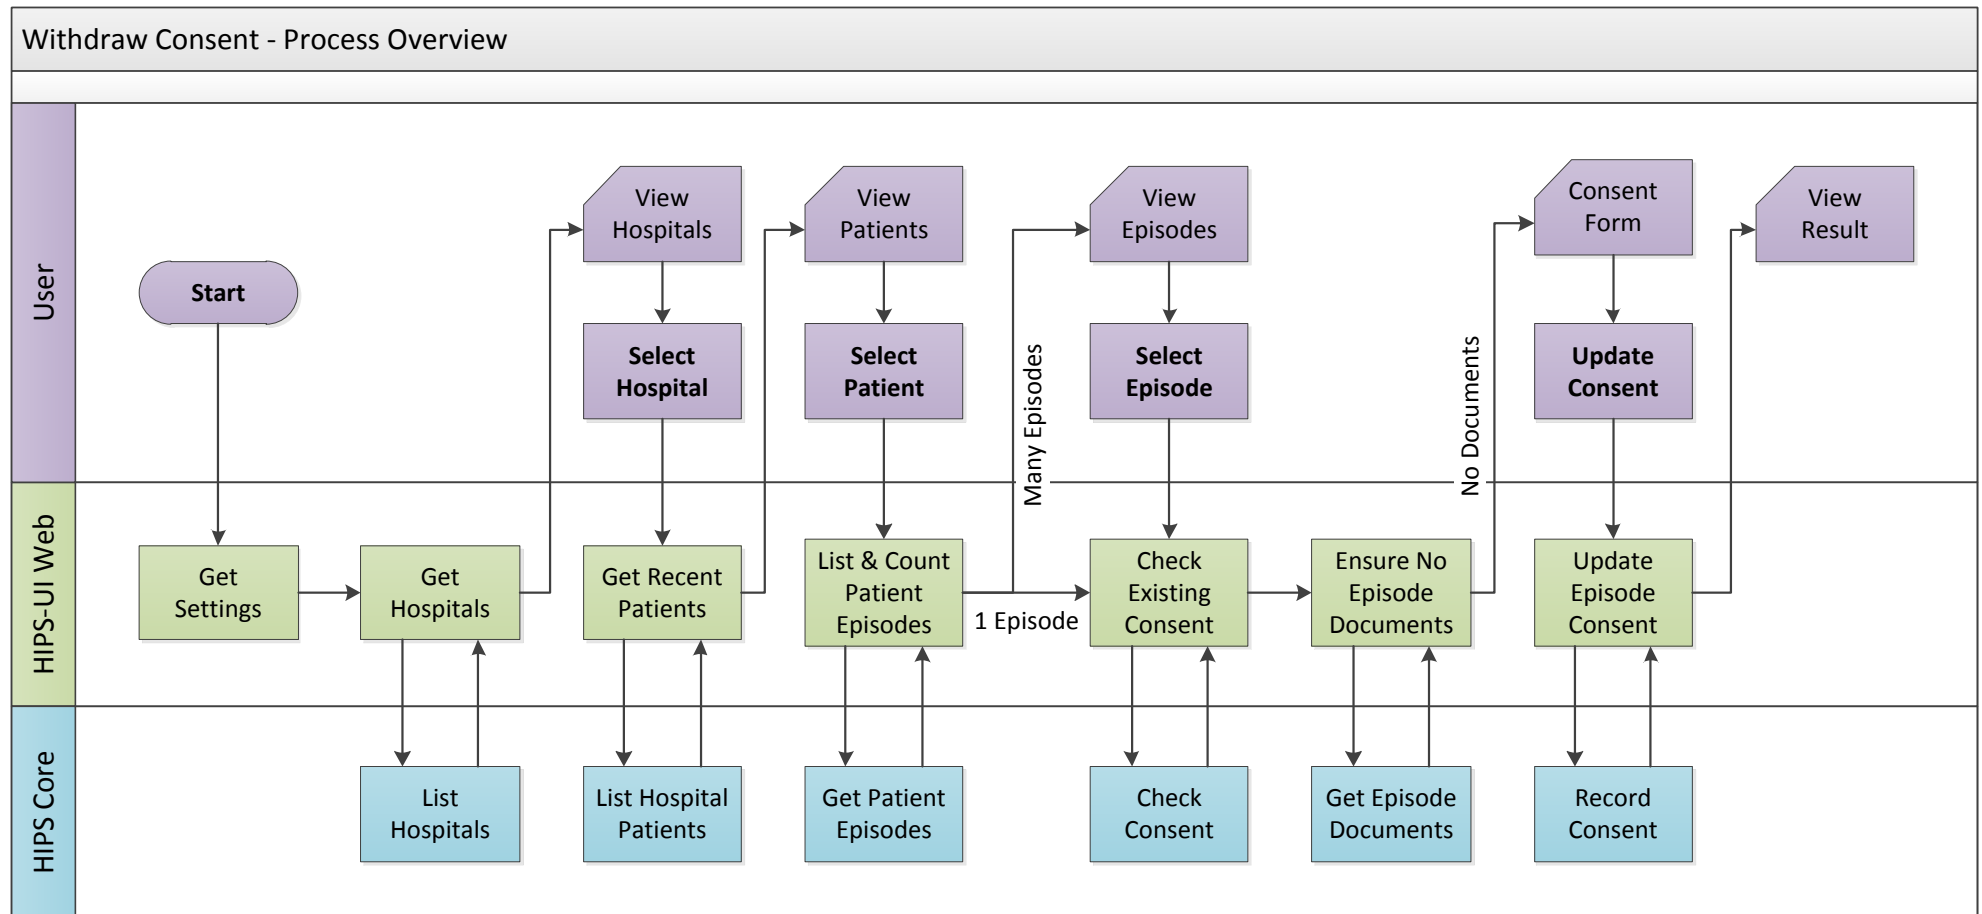 Withdraw Consent - Process Overview
User
Start
View
Hospitals
Select
Hospital
View
Patients
Select
Patient
Many Episodes
View
Episodes
Select
Episode
No Documents
Consent
Form
Update
Consent
View
Result
HIPS-UI Web
Get
Settings
Get
Hospitals
Get Recent
Patients
List & Count
Patient
Episodes
1 Episode
Check
Existing
Consent
Ensure No
Episode
Documents
Update
Episode
Consent
HIPS Core
List
Hospitals
List Hospital
Patients
Get Patient
Episodes
Check
Consent
Get Episode
Documents
Record
Consent